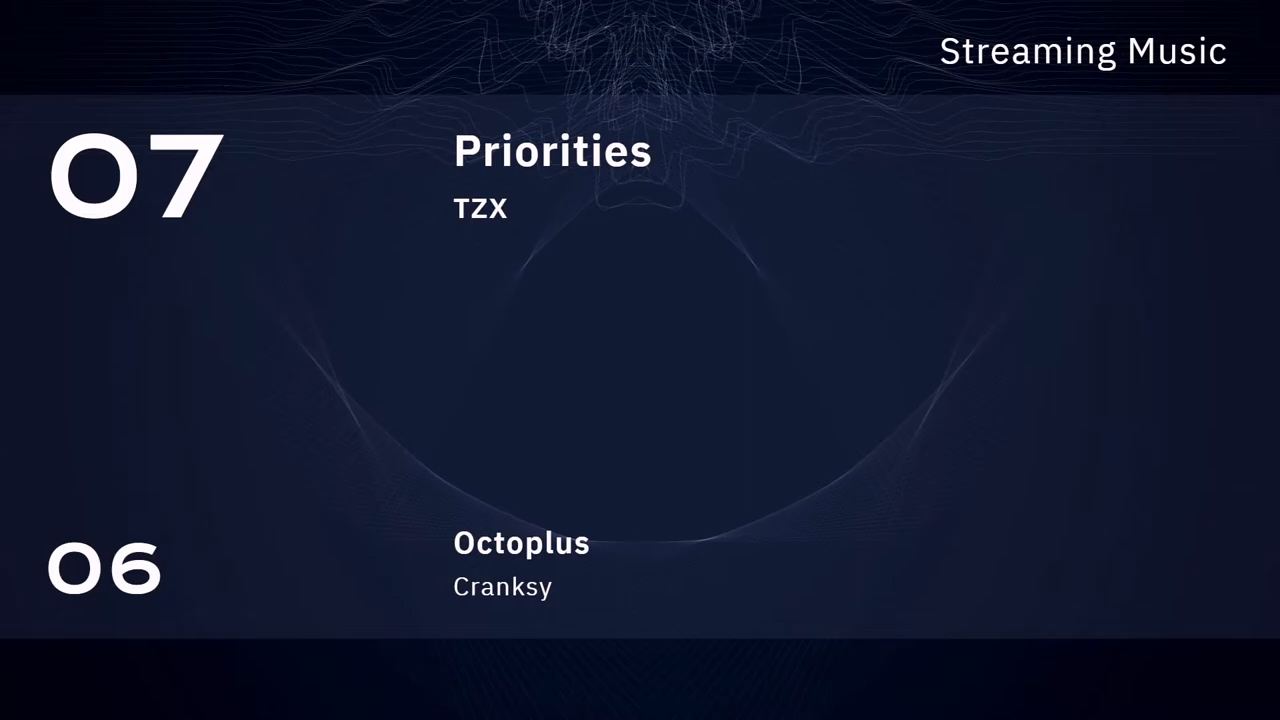 Streaming Music
07
Priorities
TZX
06
Octoplus
Cranksy